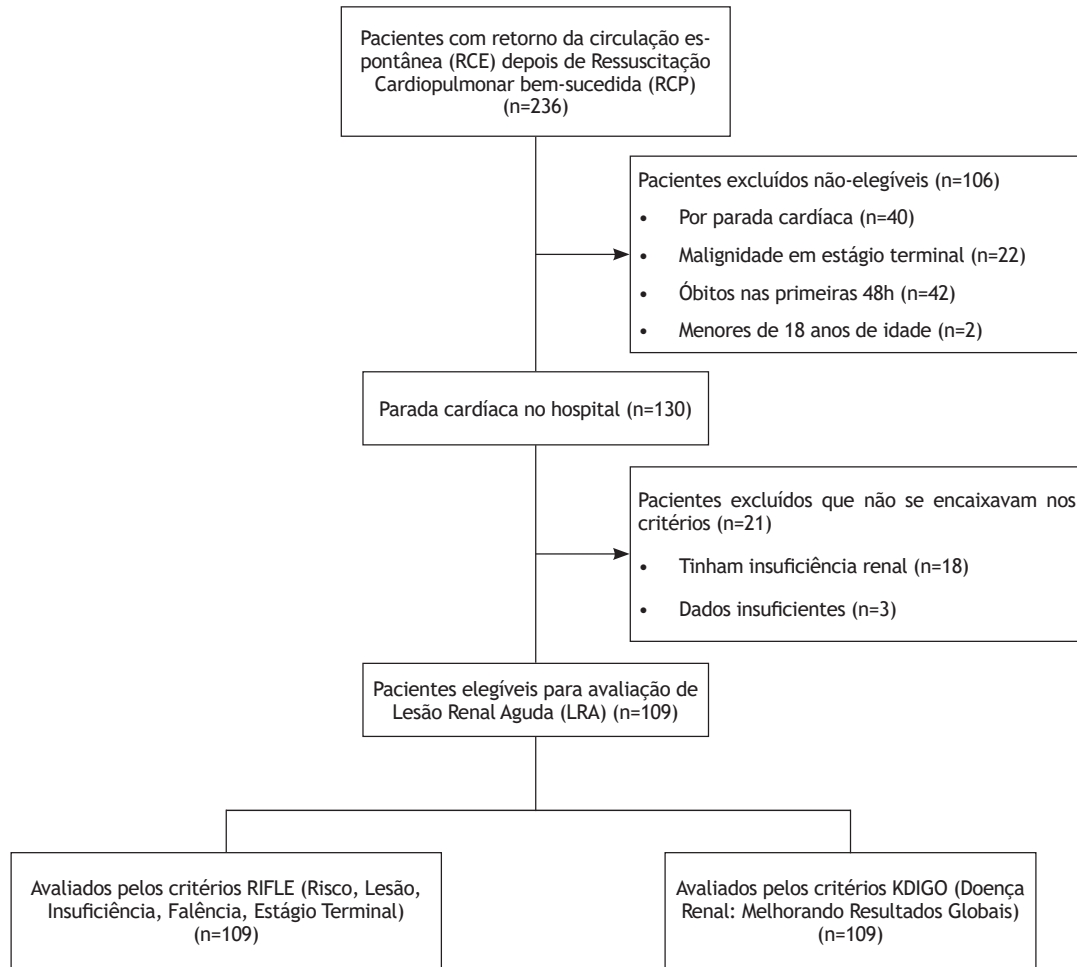 Pacientes com retorno da circulação es-
pontânea (RCE) depois de Ressuscitação
Cardiopulmonar bem-sucedida (RCP)
(n=236)
Pacientes excluídos não-elegíveis (n=106)
• Por parada cardíaca (n=40)
• Malignidade em estágio terminal (n=22)
• Óbitos nas primeiras 48h (n=42)
• Menores de 18 anos de idade (n=2)
Parada cardíaca no hospital (n=130)
Pacientes excluídos que não se encaixavam nos
critérios (n=21)
• Tinham insuficiência renal (n=18)
• Dados insuficientes (n=3)
Pacientes elegíveis para avaliação de
Lesão Renal Aguda (LRA) (n=109)
Avaliados pelos critérios RIFLE (Risco, Lesão,
Insuficiência, Falência, Estágio Terminal)
(n=109)
Avaliados pelos critérios KDIGO (Doença
Renal: Melhorando Resultados Globais)
(n=109)